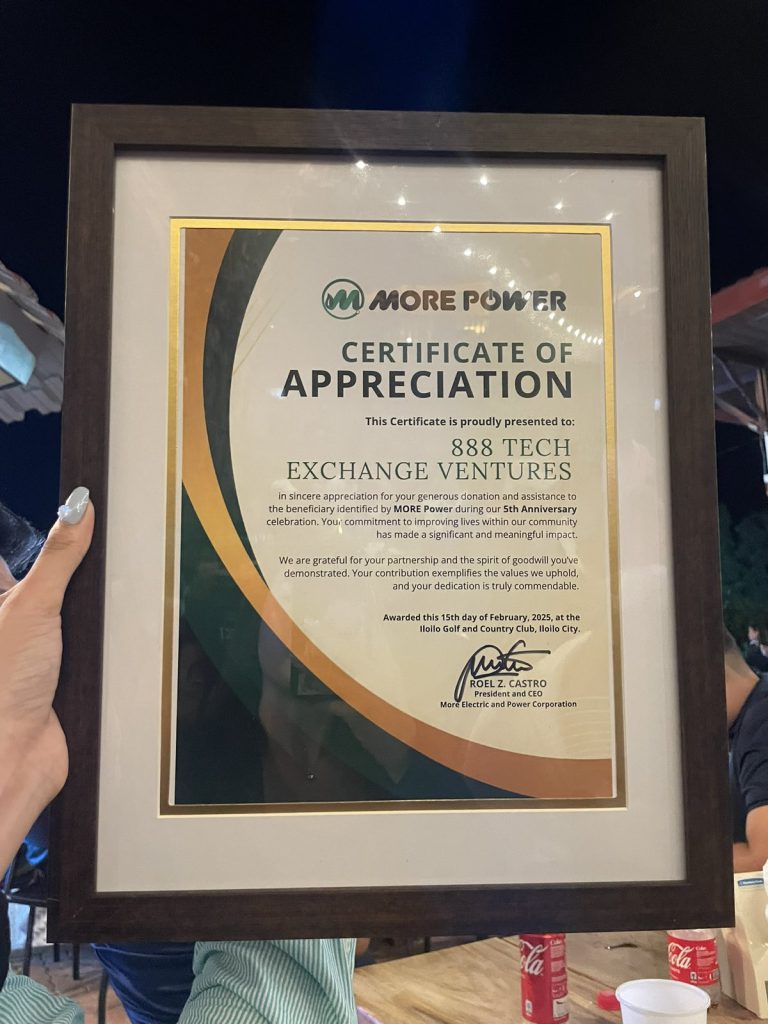 MORE POWER
CERTIFICATE OF
APPRECIATION
This Certificate is proudly presented to:
888 TECH
EXCHANGE VENTURES
in sincere appreciation for your generous donation and assistance to
the beneficiary identified by MORE Power during our 5th Anniversary
celebration. Your commitment to improving lives within our community
has made a significant and meaningful impact.
We are grateful for your partnership and the spirit of goodwill you've
demonstrated. Your contribution exemplifies the values we uphold,
and your dedication is truly commendable.
Awarded this 15th day of February, 2025, at the
Iloilo Golf and Country Club, Iloilo City.
ROEL Z. CASTRO
President and CEO
More Electric and Power Corporation
Cola
Cola